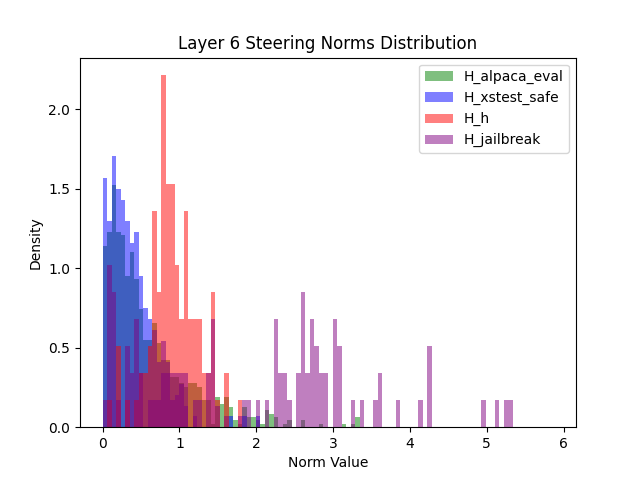 Layer 6 Steering Norms Distribution
H_alpaca_eval
H_xstest_safe
H_h
H_jailbreak
Density
2.0
1.5
1.0
0.5
0.0
0 1 2 3 4 5 6
Norm Value